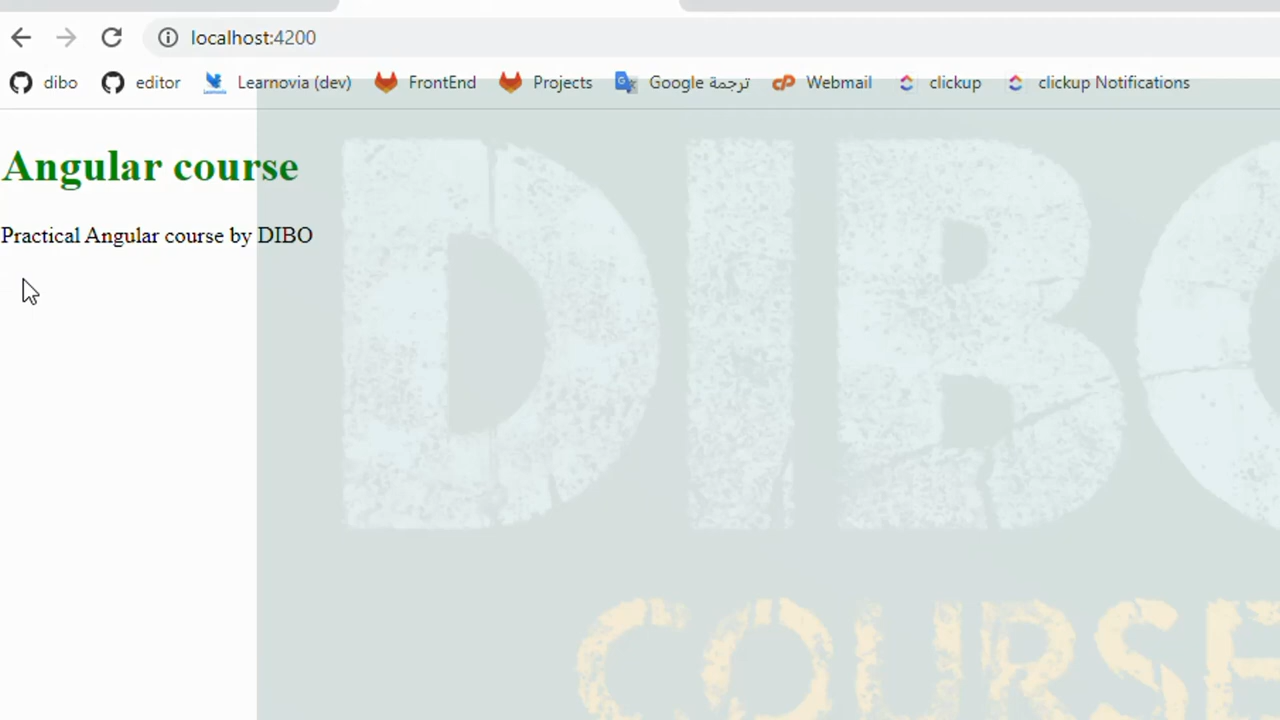 localhost:4200
dibo editor Learnovia (dev) FrontEnd Projects ترجمة Google Webmail clickup clickup Notifications
Angular course
Practical Angular course by DIBO
DIBO
COURSE